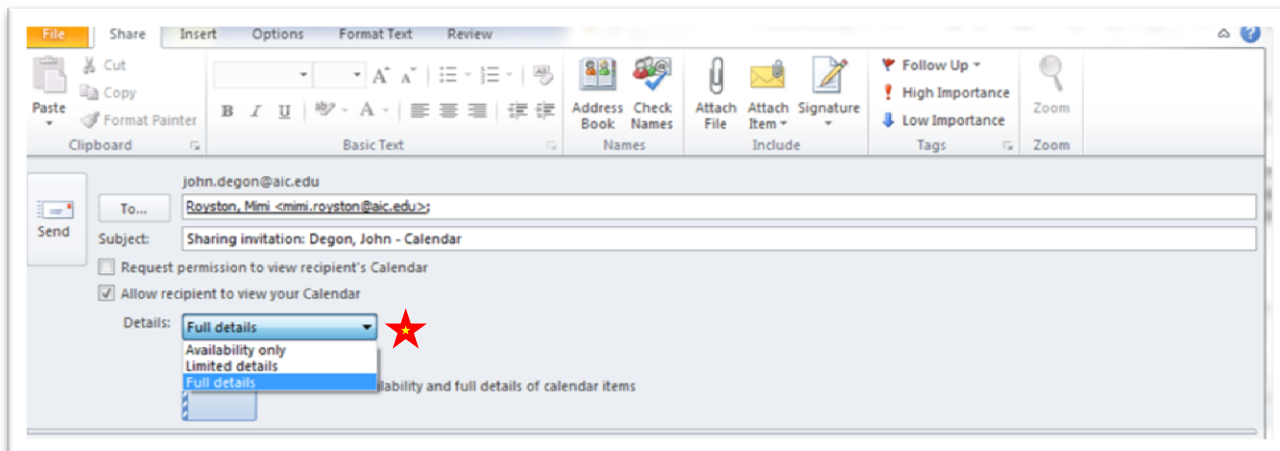 File Share Insert Options Format Text Review
Cut
Copy
Format Painter
Paste
Clipboard
B I U
A A
A
Basic Text
Address Book
Check Names
Names
Attach File
Attach Item
Signature
Include
Follow Up
High Importance
Low Importance
Tags
Zoom
Zoom
john.degon@aic.edu
Send
To... Royston, Mimi <mimi.royston@aic.edu>;
Subject: Sharing invitation: Degon, John - Calendar
Request permission to view recipient's Calendar
Allow recipient to view your Calendar
Details: Full details
Availability only
Limited details
Full details
and full details of calendar items